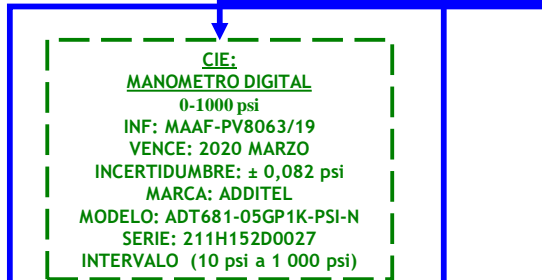 CIE:
MANOMETRO DIGITAL
0-1000 psi
INF: MAAF-PV8063/19
VENCE: 2020 MARZO
INCERTIDUMBRE: ± 0,082 psi
MARCA: ADDITEL
MODELO: ADT681-05GP1K-PSI-N
SERIE: 211H152D0027
INTERVALO (10 psi a 1 000 psi)